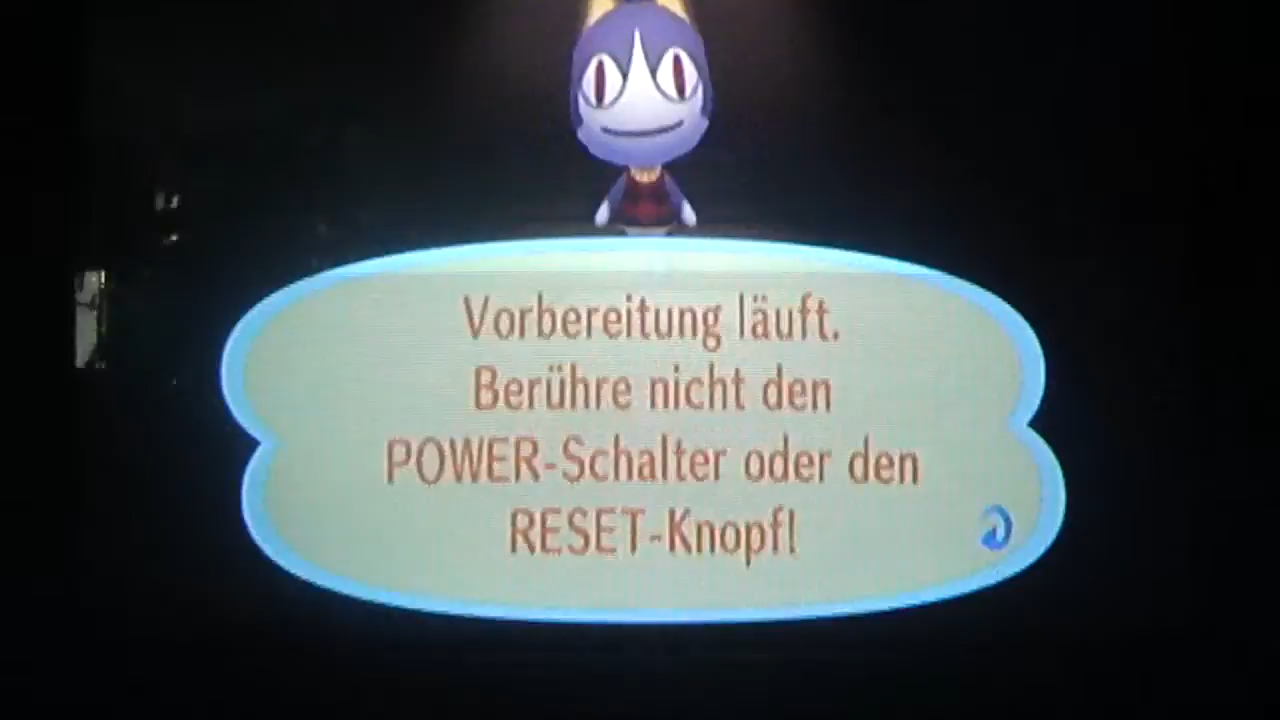 Vorbereitung läuft.
Berühre nicht den
POWER-Schalter oder den
RESET-Knopf!